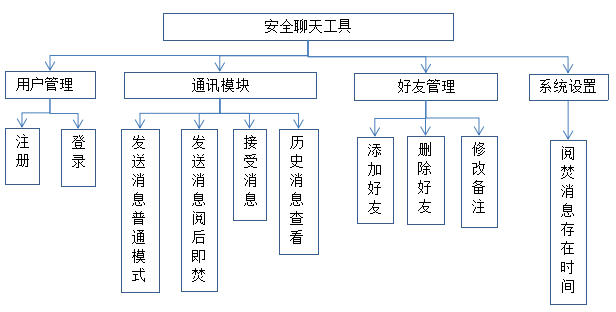 安全聊天工具
用户管理
通讯模块
好友管理
系统设置
注册
登录
发送消息普通模式
发送消息阅后即焚
接受消息
历史消息查看
添加好友
删除好友
修改备注
阅焚消息存在时间